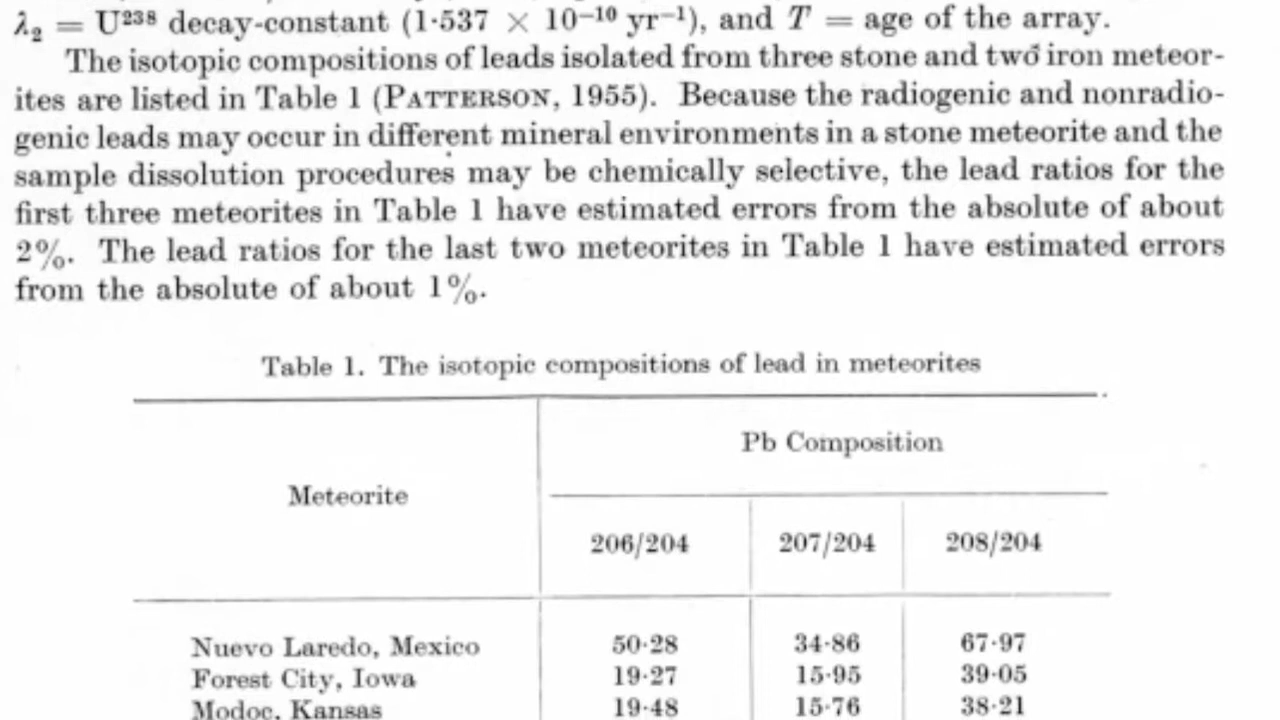 λ₂ = U²³⁸ decay-constant (1·537 × 10⁻¹⁰ yr⁻¹), and T = age of the array.
The isotopic compositions of leads isolated from three stone and two iron meteor-
ites are listed in Table 1 (PATTERSON, 1955). Because the radiogenic and nonradio-
genic leads may occur in different mineral environments in a stone meteorite and the
sample dissolution procedures may be chemically selective, the lead ratios for the
first three meteorites in Table 1 have estimated errors from the absolute of about
2%. The lead ratios for the last two meteorites in Table 1 have estimated errors
from the absolute of about 1%.
Table 1. The isotopic compositions of lead in meteorites
Pb Composition
Meteorite
206/204 207/204 208/204
Nuevo Laredo, Mexico 50·28 34·86 67·97
Forest City, Iowa 19·27 15·95 39·05
Modoc, Kansas 19·48 15·76 38·21